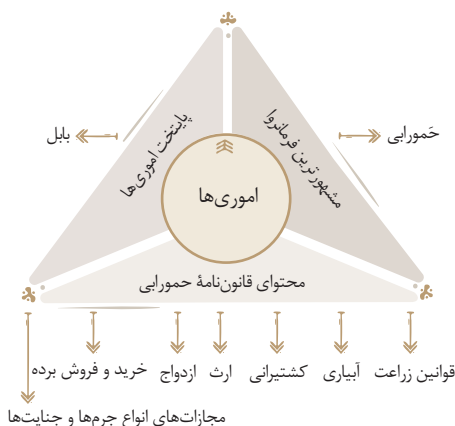 پایتخت اموری‌ها
مشهورترین فرمانروا
حَمورابی
بابل
اموری‌ها
محتوای قانون‌نامهٔ حمورابی
قوانین زراعت
آبیاری
کشتیرانی
ارث
ازدواج
خرید و فروش برده
مجازات‌های انواع جرم‌ها و جنایت‌ها